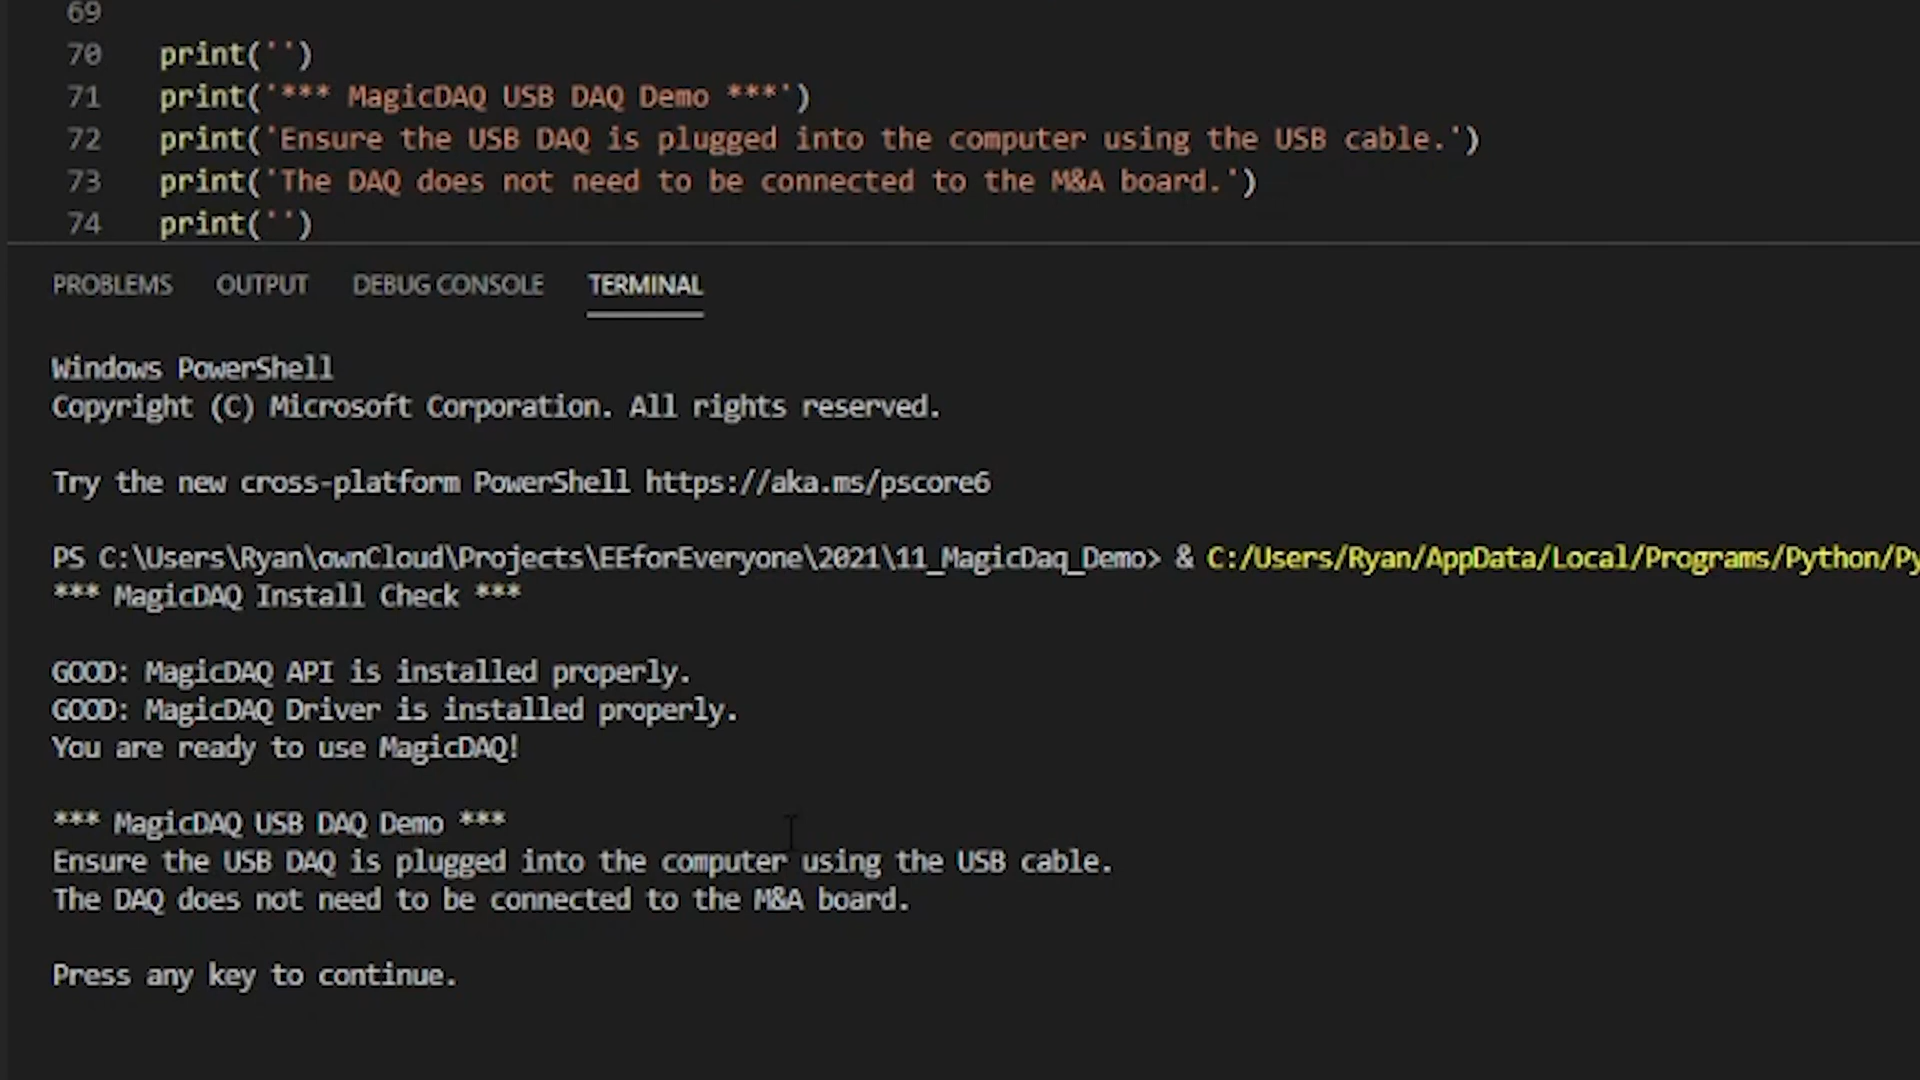 69
70 print('')
71 print('*** MagicDAQ USB DAQ Demo ***')
72 print('Ensure the USB DAQ is plugged into the computer using the USB cable.')
73 print('The DAQ does not need to be connected to the M&A board.')
74 print('')
PROBLEMS OUTPUT DEBUG CONSOLE TERMINAL
Windows PowerShell
Copyright (C) Microsoft Corporation. All rights reserved.
Try the new cross-platform PowerShell https://aka.ms/pscore6
PS C:\Users\Ryan\ownCloud\Projects\EEforEveryone\2021\11_MagicDaq_Demo> & C:/Users/Ryan/AppData/Local/Programs/Python/Py
*** MagicDAQ Install Check ***
GOOD: MagicDAQ API is installed properly.
GOOD: MagicDAQ Driver is installed properly.
You are ready to use MagicDAQ!
*** MagicDAQ USB DAQ Demo ***
Ensure the USB DAQ is plugged into the computer using the USB cable.
The DAQ does not need to be connected to the M&A board.
Press any key to continue.